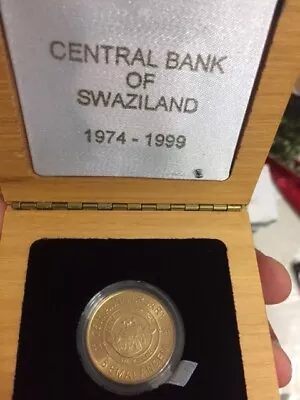 CENTRAL BANK
OF
SWAZILAND
1974 - 1999